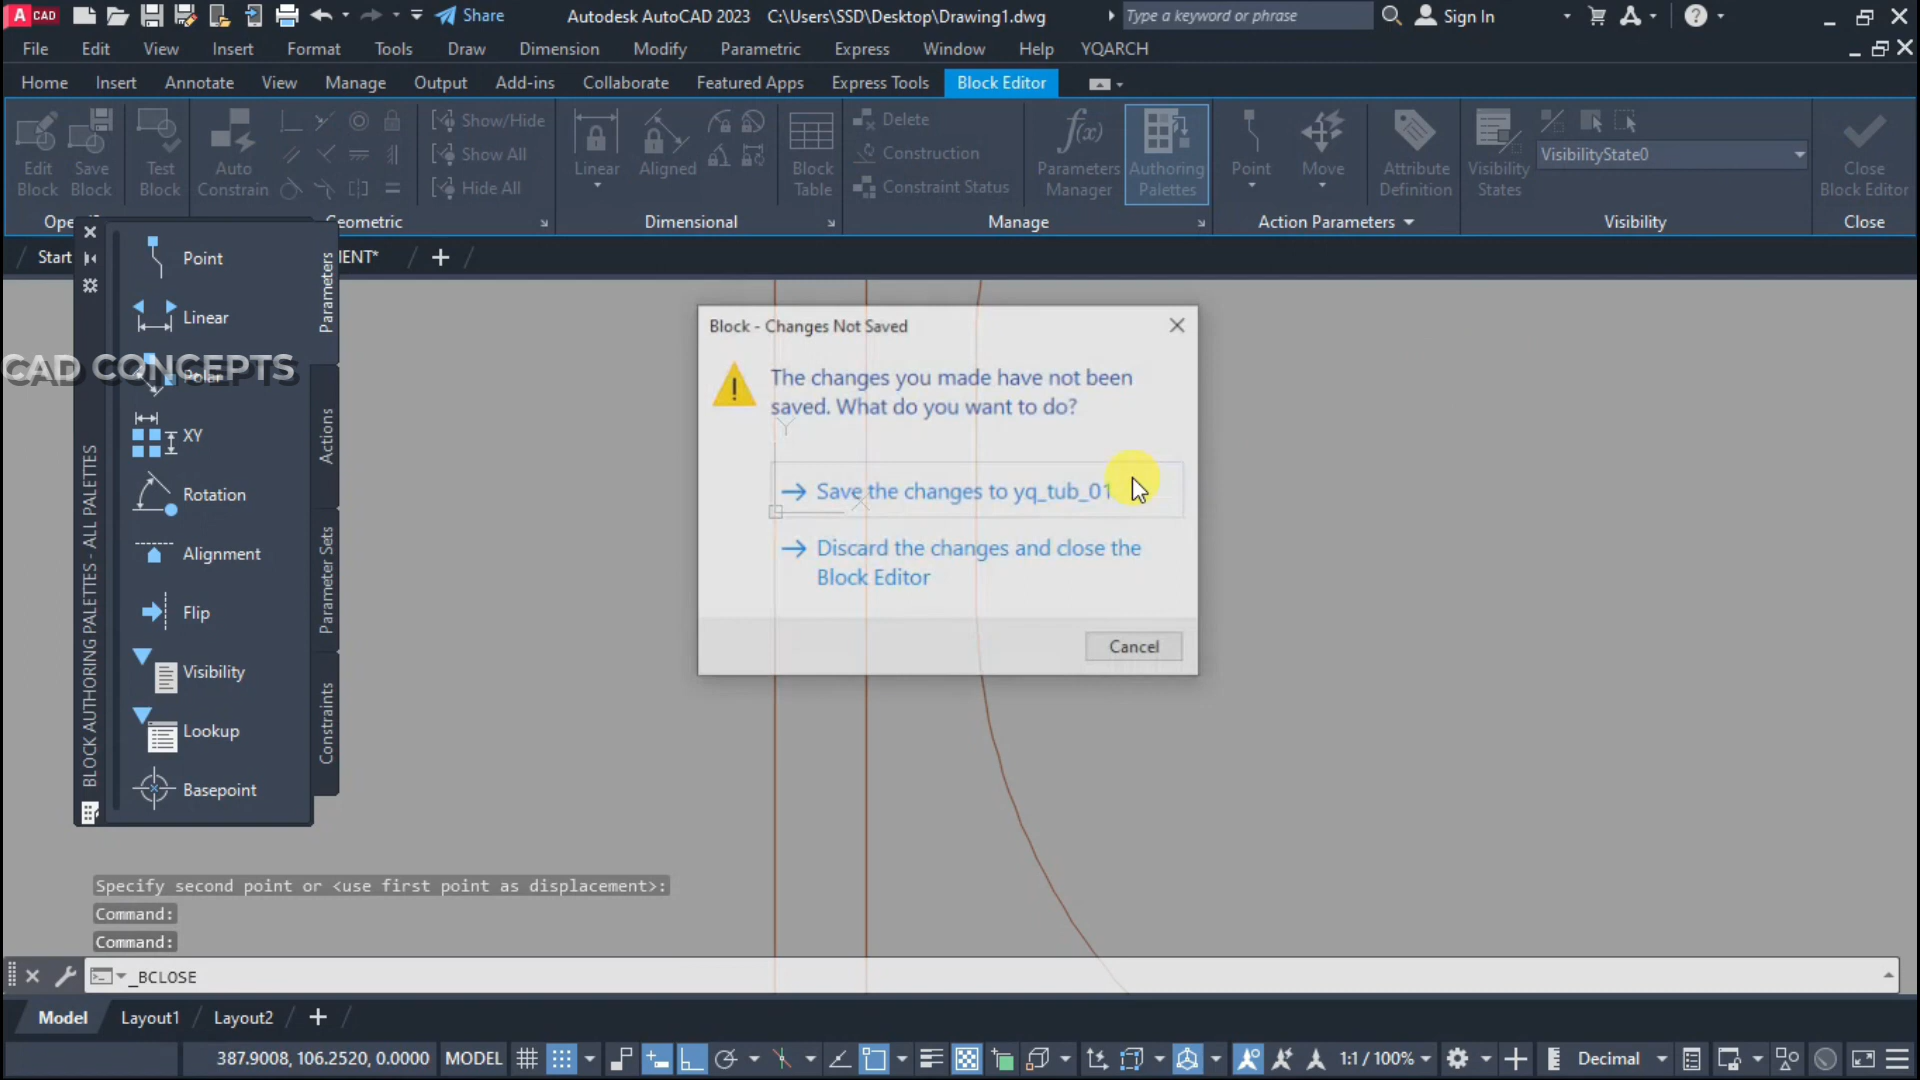 A CAD
Share
Autodesk AutoCAD 2023 C:\Users\SSD\Desktop\Drawing1.dwg
Type a keyword or phrase
Sign In
File Edit View Insert Format Tools Draw Dimension Modify Parametric Express Window Help YQARCH
Home Insert Annotate View Manage Output Add-ins Collaborate Featured Apps Express Tools Block Editor
Edit Block
Save Block
Test Block
Auto Constrain
Show/Hide
Show All
Hide All
Linear
Aligned
Block Table
Delete
Construction
Constraint Status
Parameters Manager
Authoring Palettes
Point
Move
Attribute Definition
Visibility States
VisibilityState0
Close Block Editor
Geometric
Dimensional
Manage
Action Parameters
Visibility
Close
Start
Point
Linear
Polar
XY
Rotation
Alignment
Flip
Visibility
Lookup
Basepoint
Parameters
Actions
Parameter Sets
Constraints
BLOCK AUTHORING PALETTES - ALL PALETTES
CAD CONCEPTS
Block - Changes Not Saved
The changes you made have not been
saved. What do you want to do?
Save the changes to yq_tub_01
Discard the changes and close the
Block Editor
Cancel
Y
X
Specify second point or <use first point as displacement>:
Command:
Command:
_BCLOSE
Model Layout1 Layout2
387.9008, 106.2520, 0.0000 MODEL 1:1 / 100% Decimal